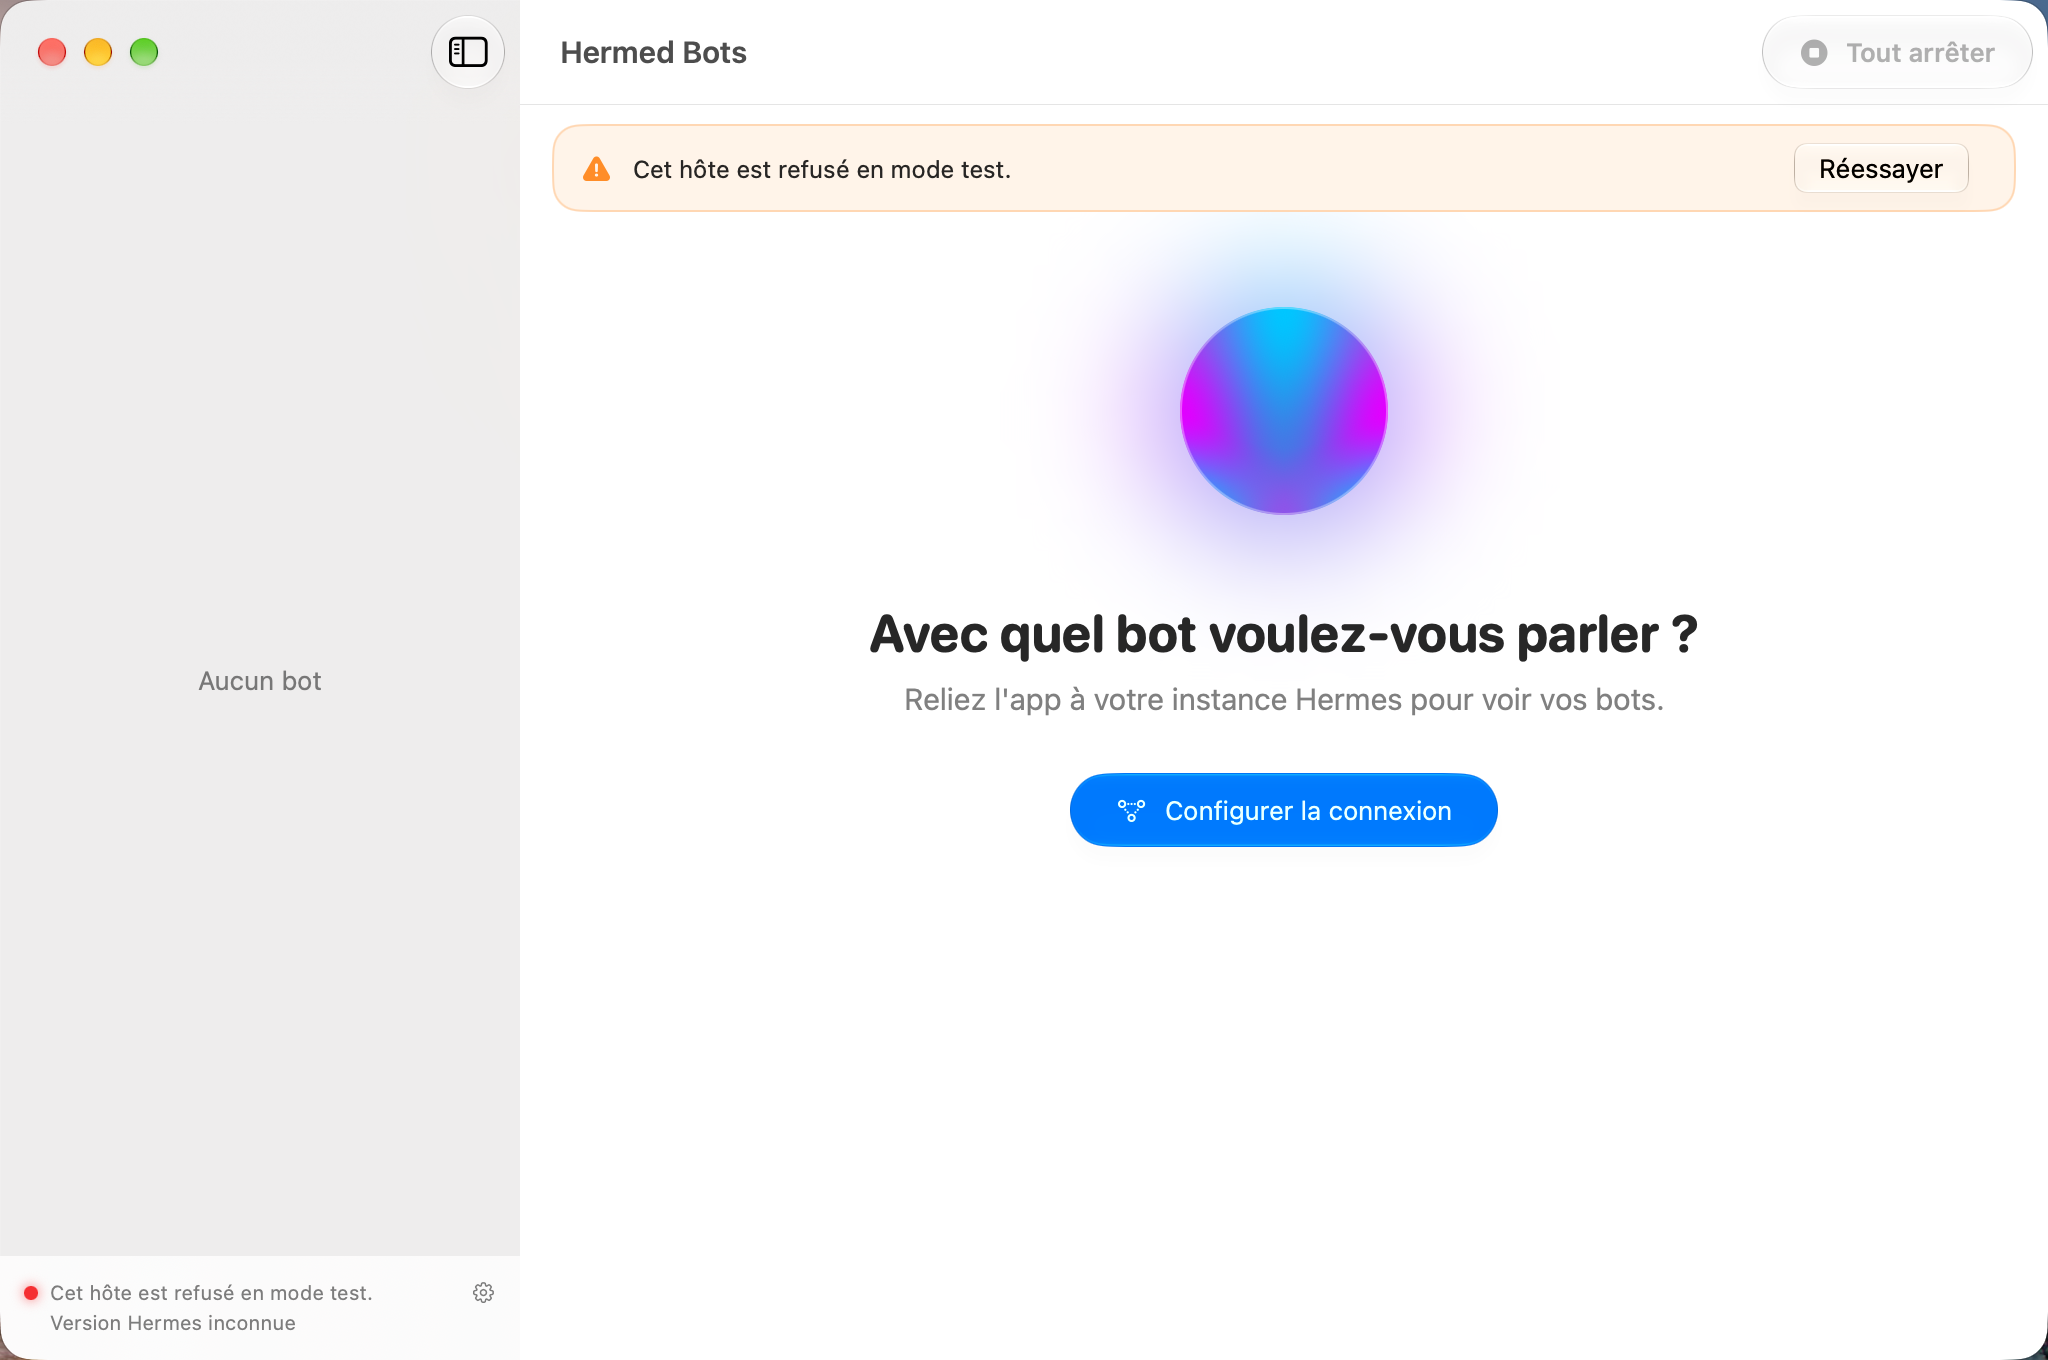 Hermed Bots
Tout arrêter
Cet hôte est refusé en mode test.
Réessayer
Aucun bot
Avec quel bot voulez-vous parler ?
Reliez l'app à votre instance Hermes pour voir vos bots.
Configurer la connexion
Cet hôte est refusé en mode test.
Version Hermes inconnue